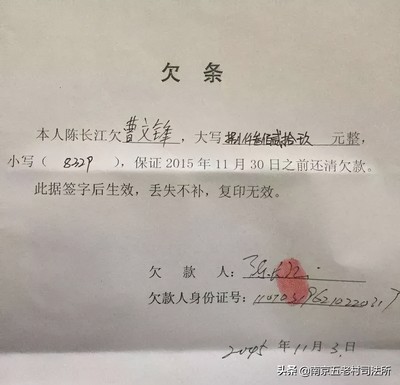 欠 条
本人陈长江欠曹文锋，大写捌仟叁佰贰拾玖 元整，
小写（ 8329 ），保证 2015 年 11 月 30 日之前还清欠款。
此据签字后生效，丢失不补，复印无效。
欠 款 人：
欠款人身份证号：
年 11 月 3 日
头条 @南京五老村司法所